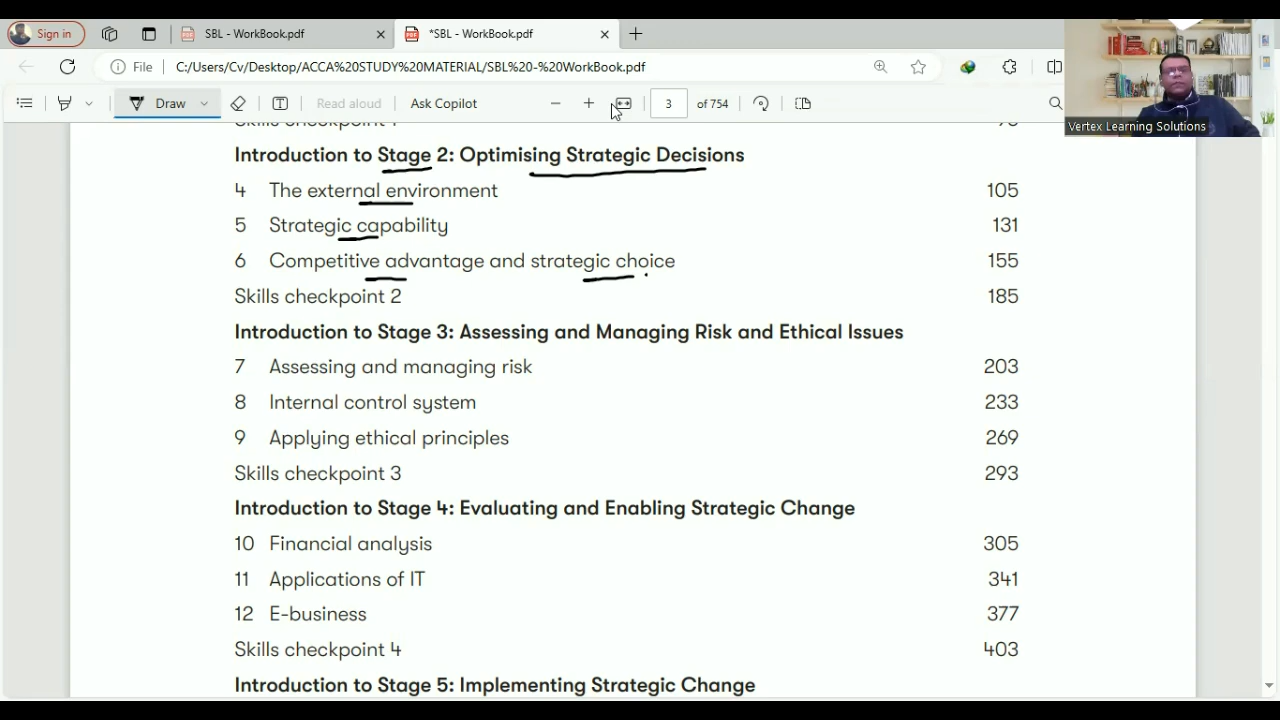 Sign in
SBL - WorkBook.pdf
*SBL - WorkBook.pdf
File C:/Users/Cv/Desktop/ACCA%20STUDY%20MATERIAL/SBL%20-%20WorkBook.pdf
Draw Read aloud Ask Copilot 3 of 754
Vertex Learning Solutions
Skills checkpoint 1
Introduction to Stage 2: Optimising Strategic Decisions
4 The external environment 105
5 Strategic capability 131
6 Competitive advantage and strategic choice 155
Skills checkpoint 2 185
Introduction to Stage 3: Assessing and Managing Risk and Ethical Issues
7 Assessing and managing risk 203
8 Internal control system 233
9 Applying ethical principles 269
Skills checkpoint 3 293
Introduction to Stage 4: Evaluating and Enabling Strategic Change
10 Financial analysis 305
11 Applications of IT 341
12 E-business 377
Skills checkpoint 4 403
Introduction to Stage 5: Implementing Strategic Change